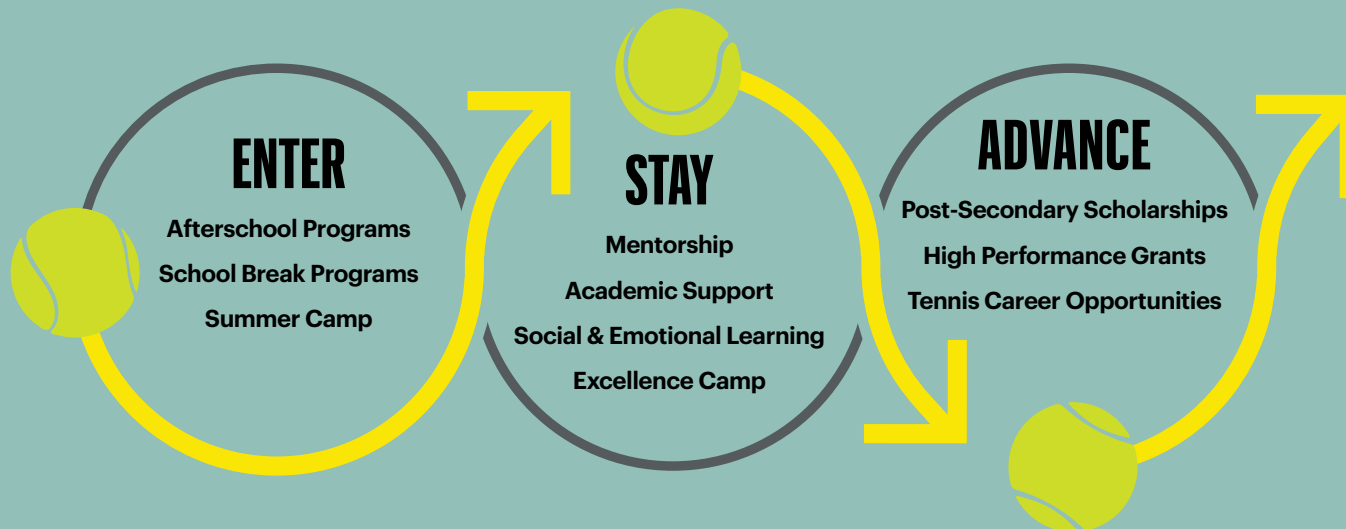 ENTER
Afterschool Programs
School Break Programs
Summer Camp
STAY
Mentorship
Academic Support
Social & Emotional Learning
Excellence Camp
ADVANCE
Post-Secondary Scholarships
High Performance Grants
Tennis Career Opportunities